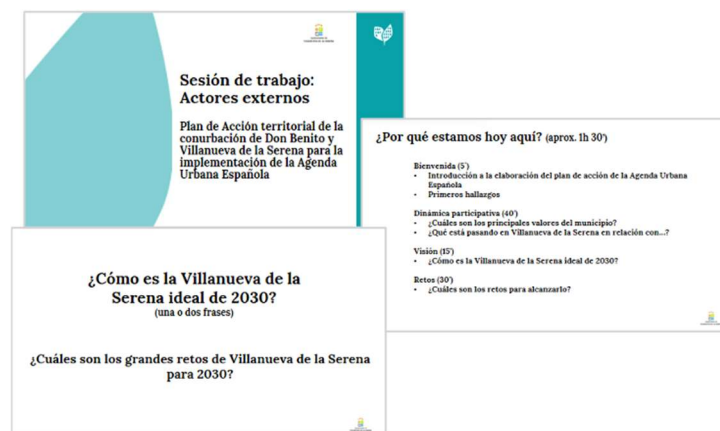 Sesión de trabajo:
Actores externos
Plan de Acción territorial de la
conurbación de Don Benito y
Villanueva de la Serena para la
implementación de la Agenda
Urbana Española
¿Por qué estamos hoy aquí? (aprox. 1h 30')
Bienvenida (5')
• Introducción a la elaboración del plan de acción de la Agenda Urbana
Española
• Primeros hallazgos
Dinámica participativa (40')
• ¿Cuáles son los principales valores del municipio?
• ¿Qué está pasando en Villanueva de la Serena en relación con...?
Visión (15')
• ¿Cómo es la Villanueva de la Serena ideal de 2030?
Retos (30')
• ¿Cuáles son los retos para alcanzarlo?
¿Cómo es la Villanueva de la
Serena ideal de 2030?
(una o dos frases)
¿Cuáles son los grandes retos de Villanueva de la Serena
para 2030?